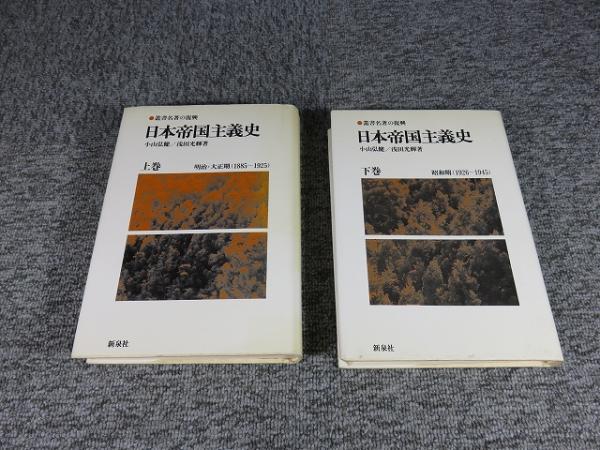 ●叢書名著の復興
日本帝国主義史
小山弘健／浅田光輝著
上巻 明治・大正期(1885〜1925)
新泉社
●叢書名著の復興
日本帝国主義史
小山弘健／浅田光輝著
下巻 昭和期(1926〜1945)
新泉社